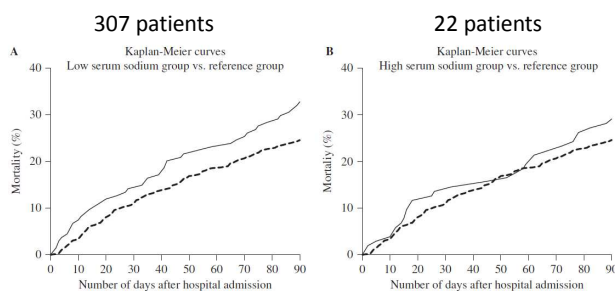 307 patients
22 patients
A
Kaplan-Meier curves
Low serum sodium group vs. reference group
Mortality (%)
40
30
20
10
0
0 10 20 30 40 50 60 70 80 90
Number of days after hospital admission
B
Kaplan-Meier curves
High serum sodium group vs. reference group
Mortality (%)
40
30
20
10
0
0 10 20 30 40 50 60 70 80 90
Number of days after hospital admission